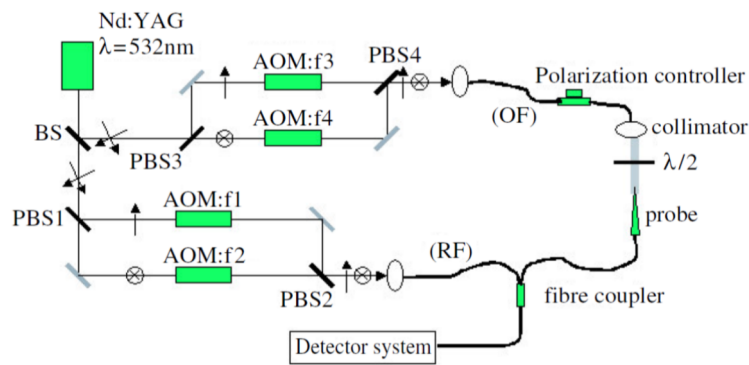 Nd:YAG
λ=532nm
AOM:f3
PBS4
Polarization controller
(OF)
BS
AOM:f4
collimator
PBS3
λ/2
PBS1
AOM:f1
probe
(RF)
AOM:f2
PBS2
fibre coupler
Detector system